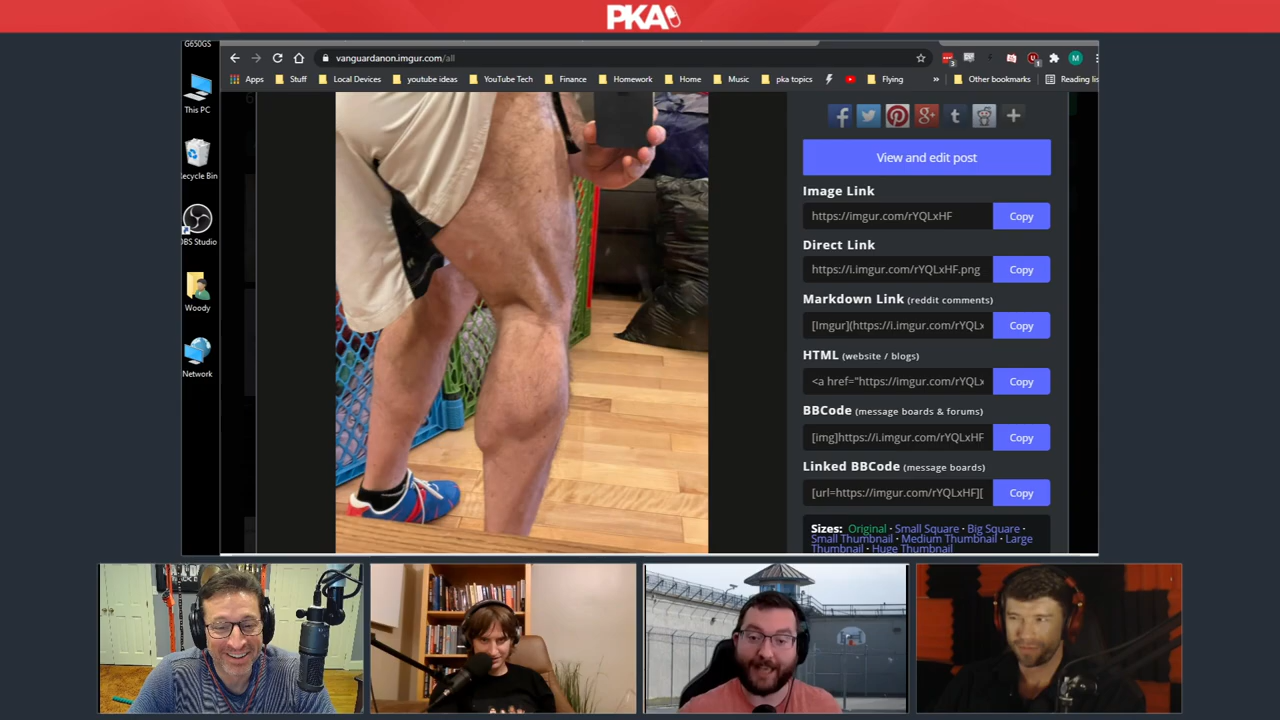 PKA
G650GS
vanguardanon.imgur.com/all
3
1
M
Apps
Stuff
Local Devices
youtube ideas
YouTube Tech
Finance
Homework
Home
Music
pka topics
Flying
»
Other bookmarks
Reading
This PC
Recycle Bin
OBS Studio
Woody
Network
View and edit post
Image Link
https://imgur.com/rYQLxHF
Copy
Direct Link
https://i.imgur.com/rYQLxHF.png
Copy
Markdown Link (reddit comments)
[Imgur](https://i.imgur.com/rYQLx
Copy
HTML (website / blogs)
<a href="https://imgur.com/rYQLx
Copy
BBCode (message boards & forums)
[img]https://i.imgur.com/rYQLxHF
Copy
Linked BBCode (message boards)
[url=https://imgur.com/rYQLxHF][
Copy
Sizes: Original · Small Square · Big Square ·
Small Thumbnail · Medium Thumbnail · Large
Thumbnail · Huge Thumbnail